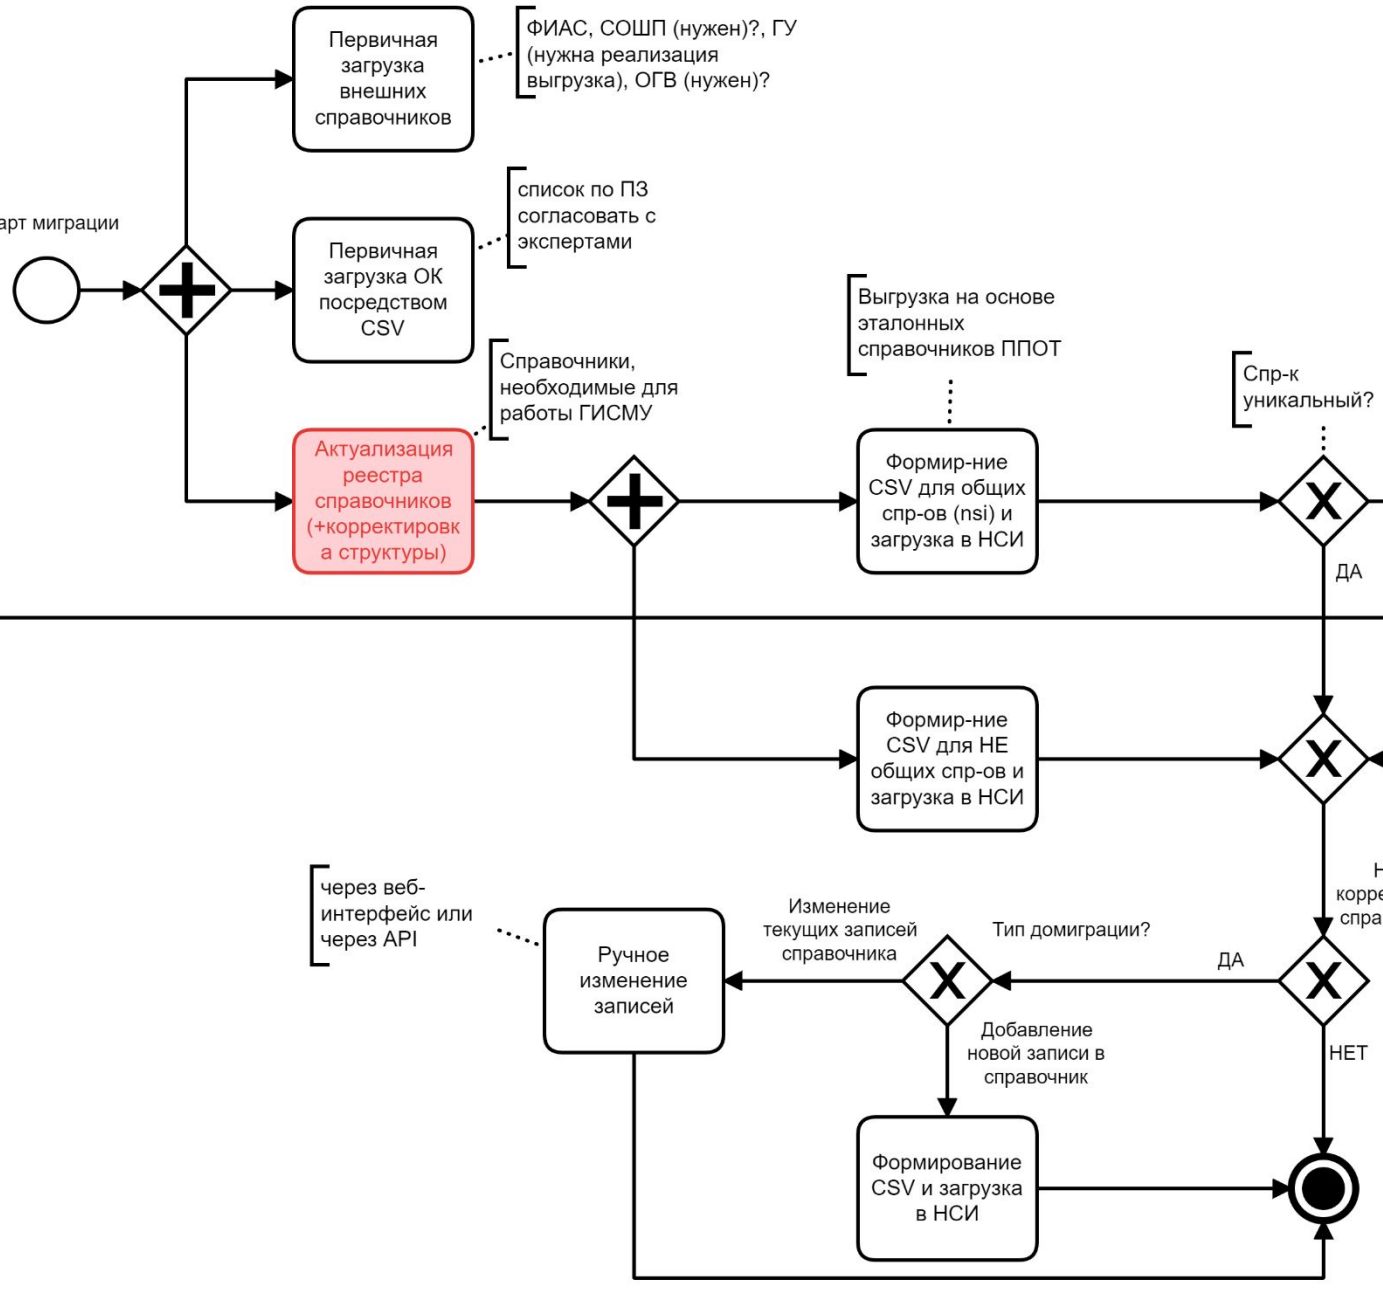 Первичная
загрузка
внешних
справочников
ФИАС, СОШП (нужен)?, ГУ
(нужна реализация
выгрузка), ОГВ (нужен)?
арт миграции
Первичная
загрузка ОК
посредством
CSV
список по ПЗ
согласовать с
экспертами
Актуализация
реестра
справочников
(+корректировк
а структуры)
Справочники,
необходимые для
работы ГИСМУ
Формир-ние
CSV для общих
спр-ов (nsi) и
загрузка в НСИ
Выгрузка на основе
эталонных
справочников ППОТ
Спр-к
уникальный?
ДА
Формир-ние
CSV для НЕ
общих спр-ов и
загрузка в НСИ
Н
корре
спра
ДА
НЕТ
Тип домиграции?
Изменение
текущих записей
справочника
Ручное
изменение
записей
через веб-
интерфейс или
через API
Добавление
новой записи в
справочник
Формирование
CSV и загрузка
в НСИ